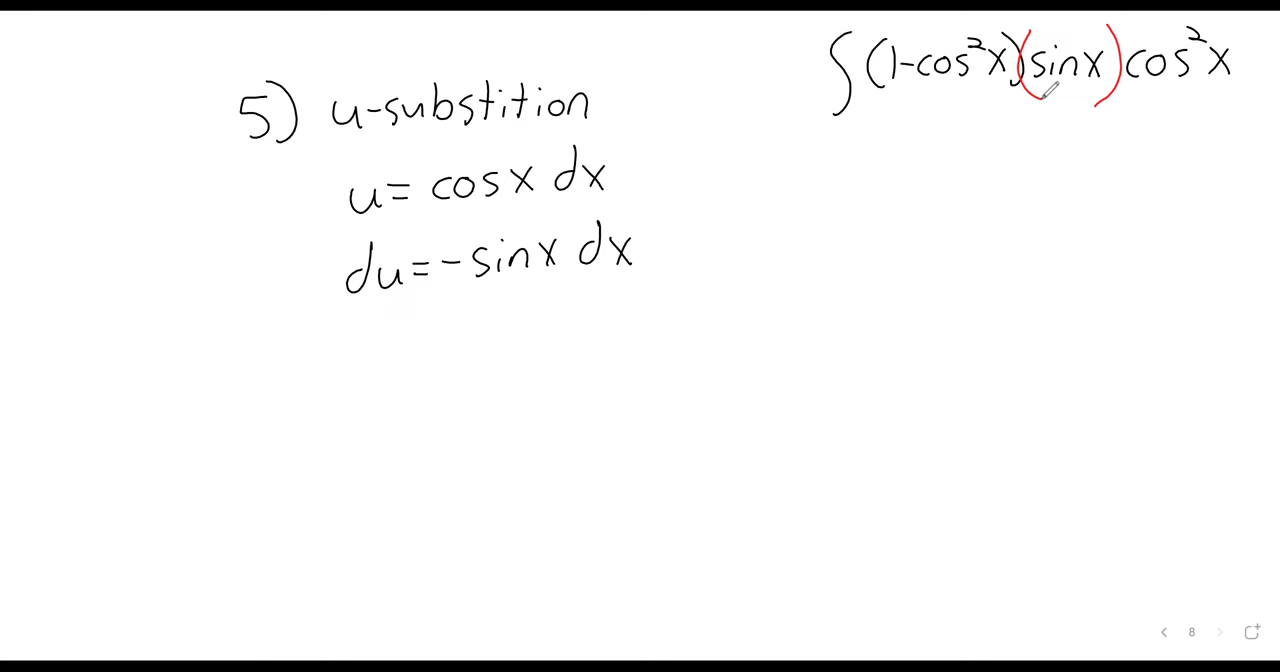 ∫(1-cos²x)(sinx)cos²x
5) u-substition
u= cosx dx
du=-sinx dx
< 8 >